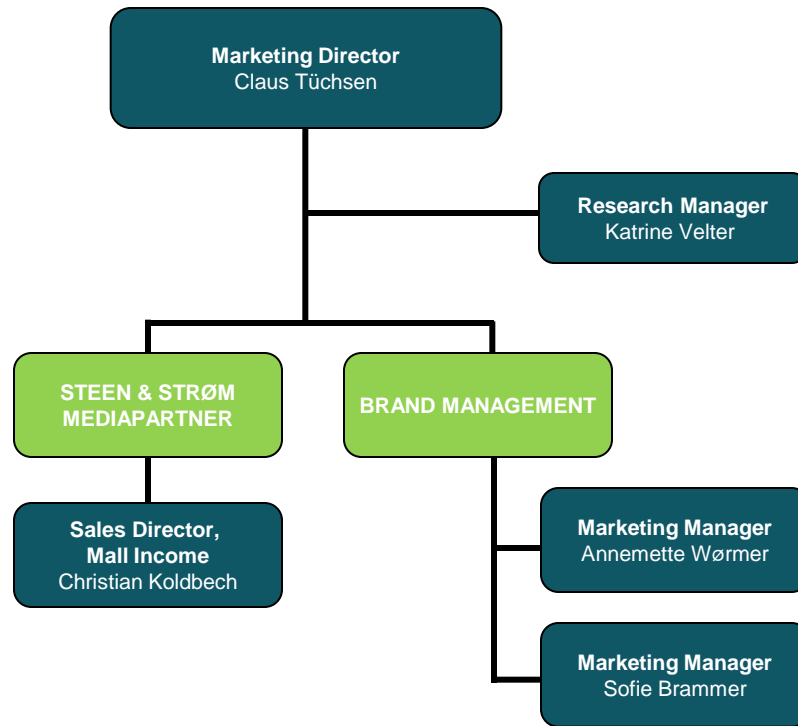 Marketing Director
Claus Tüchsen
Research Manager
Katrine Velter
STEEN & STRØM
MEDIAPARTNER
BRAND MANAGEMENT
Sales Director,
Mall Income
Christian Koldbech
Marketing Manager
Annemette Wørmer
Marketing Manager
Sofie Brammer